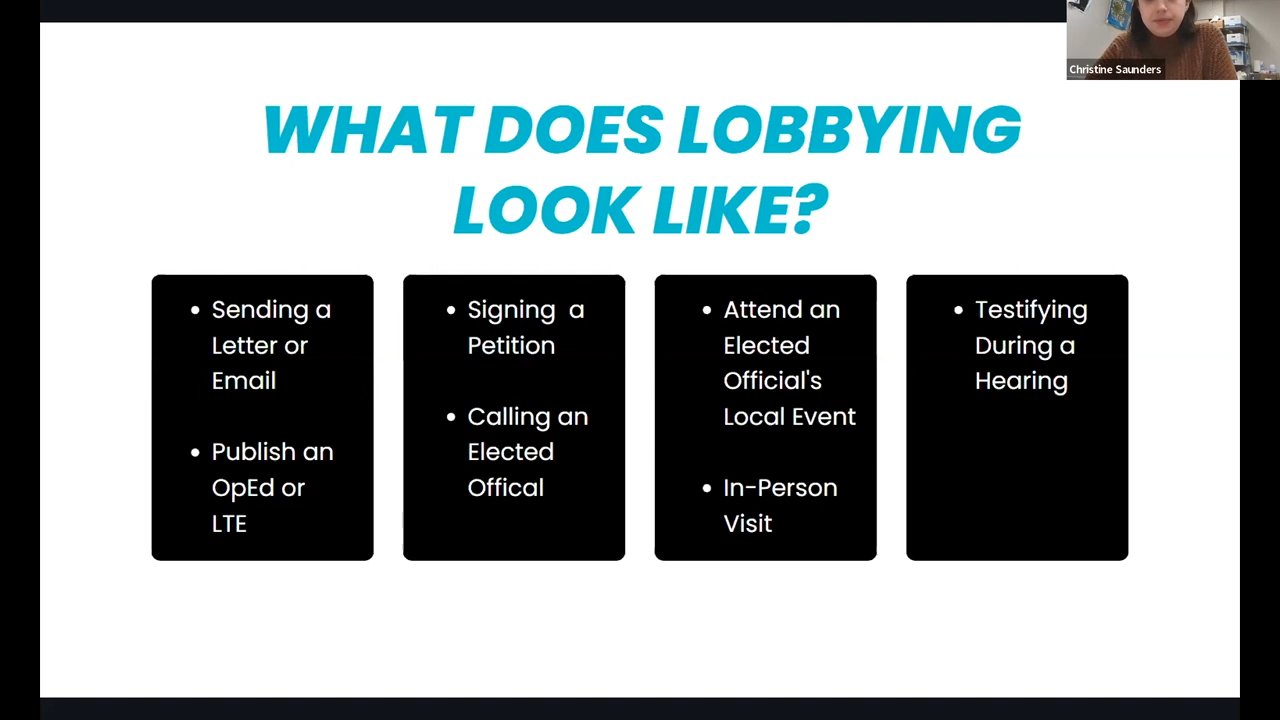 Christine Saunders
WHAT DOES LOBBYING
LOOK LIKE?
• Sending a
Letter or
Email
• Publish an
OpEd or
LTE
• Signing a
Petition
• Calling an
Elected
Offical
• Attend an
Elected
Official's
Local Event
• In-Person
Visit
• Testifying
During a
Hearing